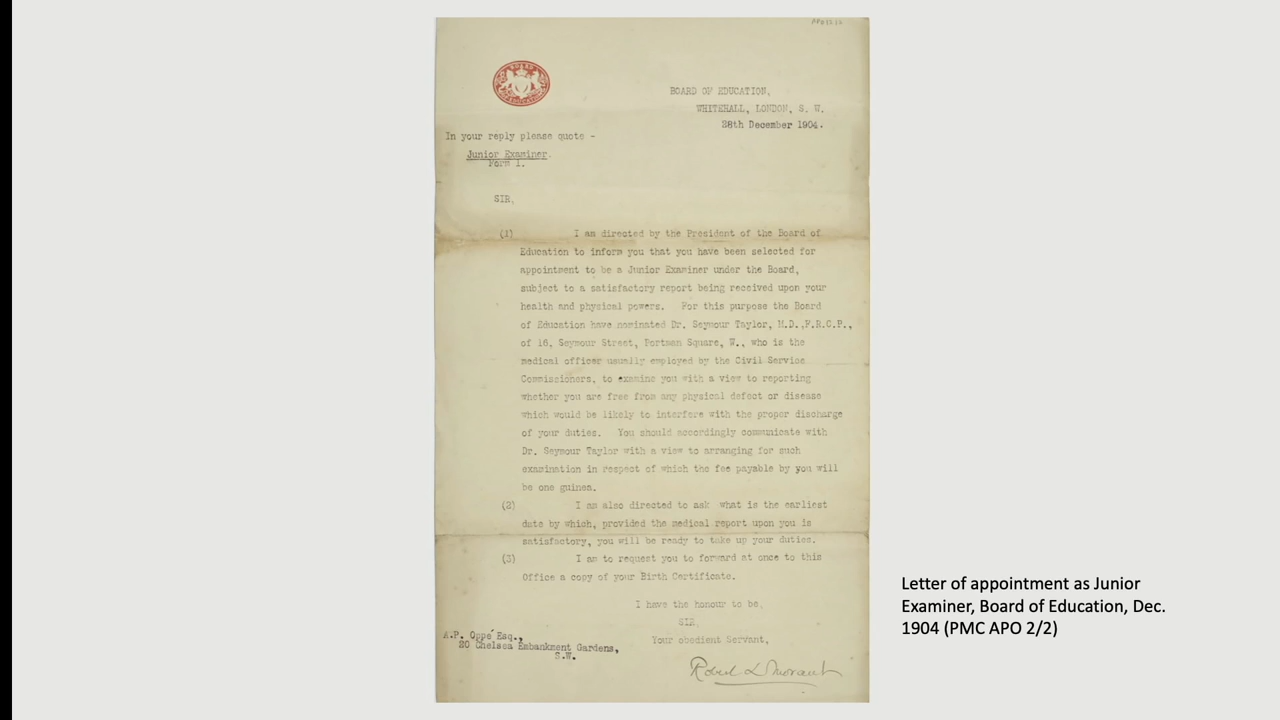 BOARD OF EDUCATION,
WHITEHALL, LONDON, S. W.
28th December 1904.
In your reply please quote -
Junior Examiner.
Form 1.
SIR,
(1) I am directed by the President of the Board of
Education to inform you that you have been selected for
appointment to be a Junior Examiner under the Board,
subject to a satisfactory report being received upon your
health and physical powers. For this purpose the Board
of Education have nominated Dr. Seymour Taylor, M.D.,F.R.C.P.,
of 16, Seymour Street, Portman Square, W., who is the
medical officer usually employed by the Civil Service
Commissioners, to examine you with a view to reporting
whether you are free from any physical defect or disease
which would be likely to interfere with the proper discharge
of your duties. You should accordingly communicate with
Dr. Seymour Taylor with a view to arranging for such
examination in respect of which the fee payable by you will
be one guinea.
(2) I am also directed to ask what is the earliest
date by which, provided the medical report upon you is
satisfactory, you will be ready to take up your duties.
(3) I am to request you to forward at once to this
Office a copy of your Birth Certificate.
I have the honour to be,
SIR,
Your obedient Servant,
Robert L Morant
A.P. Oppé Esq.,
20 Chelsea Embankment Gardens,
S.W.
Letter of appointment as Junior
Examiner, Board of Education, Dec.
1904 (PMC APO 2/2)